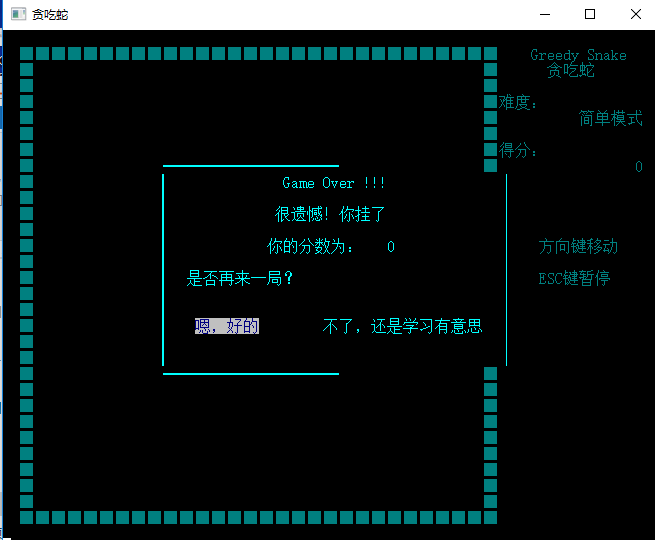 贪吃蛇
Greedy Snake
贪吃蛇
难度：
简单模式
得分：
0
Game Over !!!
很遗憾! 你挂了
你的分数为： 0
是否再来一局?
嗯, 好的 不了, 还是学习有意思
方向键移动
ESC键暂停